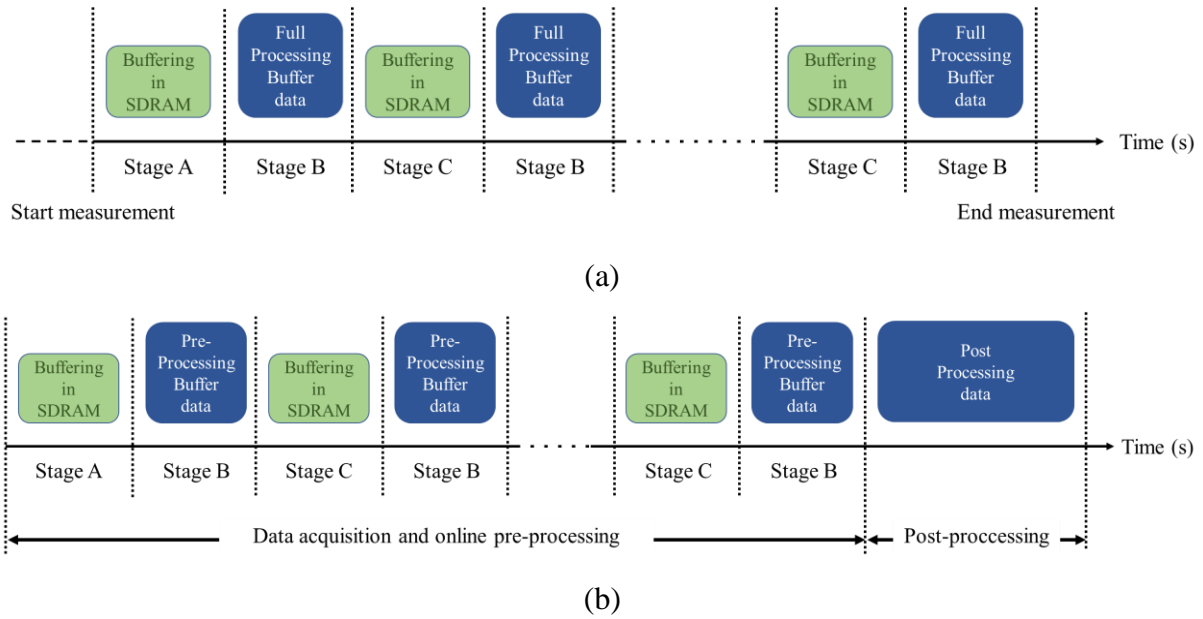 Buffering
in
SDRAM
Full
Processing
Buffer
data
Buffering
in
SDRAM
Full
Processing
Buffer
data
Buffering
in
SDRAM
Full
Processing
Buffer
data
Time (s)
Stage A
Stage B
Stage C
Stage B
Stage C
Stage B
Start measurement
End measurement
(a)
Buffering
in
SDRAM
Pre-
Processing
Buffer
data
Buffering
in
SDRAM
Pre-
Processing
Buffer
data
Buffering
in
SDRAM
Pre-
Processing
Buffer
data
Post
Processing
data
Time (s)
Stage A
Stage B
Stage C
Stage B
Stage C
Stage B
Data acquisition and online pre-processing
Post-proccessing
(b)